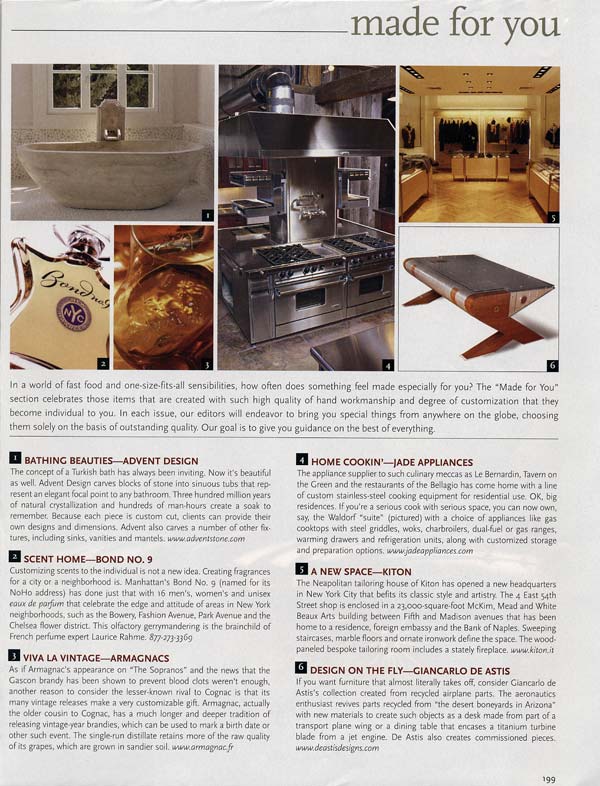 made for you
1
Bond no. 9
NYC
2
3
4
5
6
In a world of fast food and one-size-fits-all sensibilities, how often does something feel made especially for you? The “Made for You”
section celebrates those items that are created with such high quality of hand workmanship and degree of customization that they
become individual to you. In each issue, our editors will endeavor to bring you special things from anywhere on the globe, choosing
them solely on the basis of outstanding quality. Our goal is to give you guidance on the best of everything.
1 BATHING BEAUTIES—ADVENT DESIGN
The concept of a Turkish bath has always been inviting. Now it's beautiful
as well. Advent Design carves blocks of stone into sinuous tubs that rep-
resent an elegant focal point to any bathroom. Three hundred million years
of natural crystallization and hundreds of man-hours create a soak to
remember. Because each piece is custom cut, clients can provide their
own designs and dimensions. Advent also carves a number of other fix-
tures, including sinks, vanities and mantels. www.adventstone.com
2 SCENT HOME—BOND NO. 9
Customizing scents to the individual is not a new idea. Creating fragrances
for a city or a neighborhood is. Manhattan's Bond No. 9 (named for its
NoHo address) has done just that with 16 men's, women's and unisex
eaux de parfum that celebrate the edge and attitude of areas in New York
neighborhoods, such as the Bowery, Fashion Avenue, Park Avenue and the
Chelsea flower district. This olfactory gerrymandering is the brainchild of
French perfume expert Laurice Rahme. 877-273-3369
3 VIVA LA VINTAGE—ARMAGNACS
As if Armagnac's appearance on “The Sopranos” and the news that the
Gascon brandy has been shown to prevent blood clots weren't enough,
another reason to consider the lesser-known rival to Cognac is that its
many vintage releases make a very customizable gift. Armagnac, actually
the older cousin to Cognac, has a much longer and deeper tradition of
releasing vintage-year brandies, which can be used to mark a birth date or
other such event. The single-run distillate retains more of the raw quality
of its grapes, which are grown in sandier soil. www.armagnac.fr
4 HOME COOKIN'—JADE APPLIANCES
The appliance supplier to such culinary meccas as Le Bernardin, Tavern on
the Green and the restaurants of the Bellagio has come home with a line
of custom stainless-steel cooking equipment for residential use. OK, big
residences. If you're a serious cook with serious space, you can now own,
say, the Waldorf “suite” (pictured) with a choice of appliances like gas
cooktops with steel griddles, woks, charbroilers, dual-fuel or gas ranges,
warming drawers and refrigeration units, along with customized storage
and preparation options. www.jadeappliances.com
5 A NEW SPACE—KITON
The Neapolitan tailoring house of Kiton has opened a new headquarters
in New York City that befits its classic style and artistry. The 4 East 54th
Street shop is enclosed in a 23,000-square-foot McKim, Mead and White
Beaux Arts building between Fifth and Madison avenues that has been
home to a residence, foreign embassy and the Bank of Naples. Sweeping
staircases, marble floors and ornate ironwork define the space. The wood-
paneled bespoke tailoring room includes a stately fireplace. www.kiton.it
6 DESIGN ON THE FLY—GIANCARLO DE ASTIS
If you want furniture that almost literally takes off, consider Giancarlo de
Astis's collection created from recycled airplane parts. The aeronautics
enthusiast revives parts recycled from “the desert boneyards in Arizona”
with new materials to create such objects as a desk made from part of a
transport plane wing or a dining table that encases a titanium turbine
blade from a jet engine. De Astis also creates commissioned pieces.
www.deastisdesigns.com
199